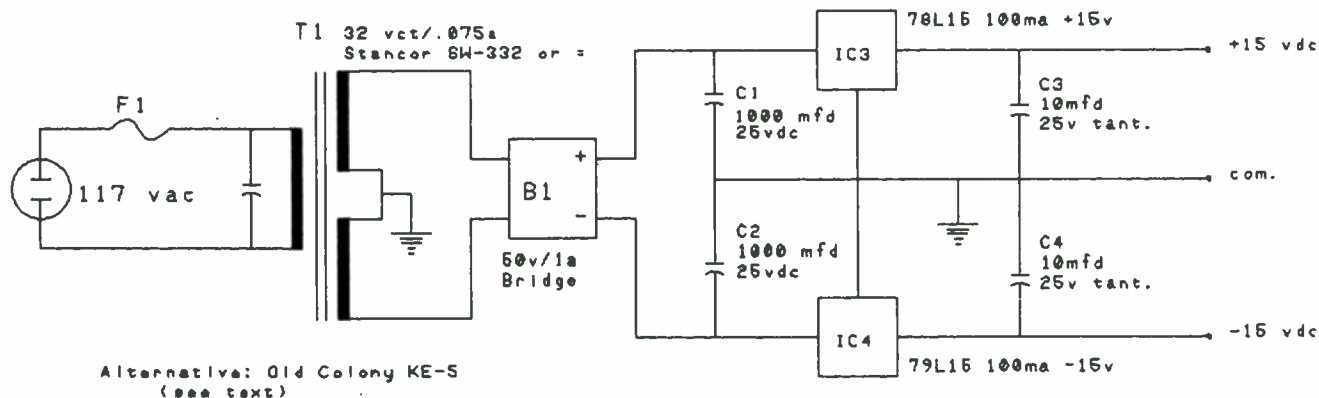 T1 32 vct/.075a
Stancor SW-332 or =
F1
117 vac
B1
+
-
50v/1a
Bridge
C1
1000 mfd
25vdc
C2
1000 mfd
25vdc
78L15 100ma +15v
IC3
+15 vdc
C3
10mfd
25v tant.
com.
C4
10mfd
25v tant.
IC4
-15 vdc
79L15 100ma -15v
Alternative: Old Colony KE-5
(see text)